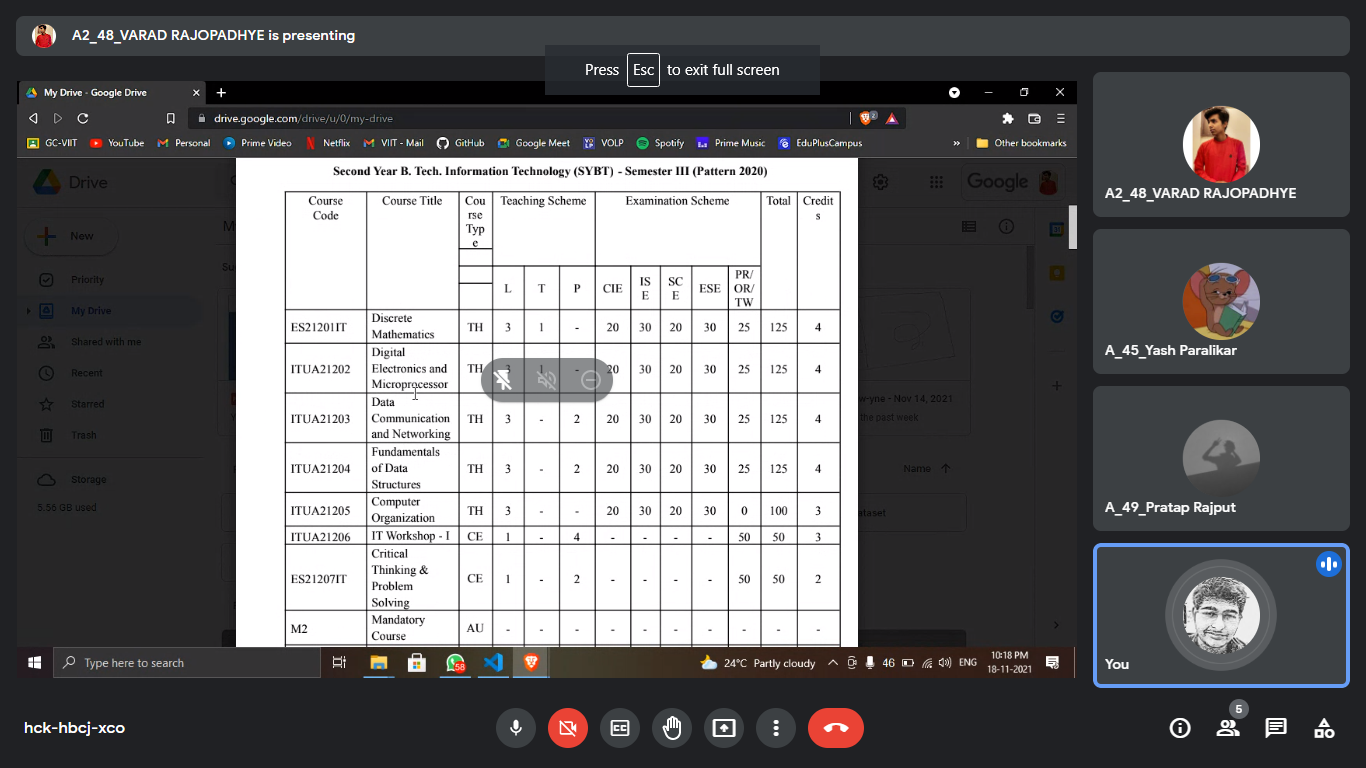 A2_48_VARAD RAJOPADHYE is presenting
Press Esc to exit full screen
My Drive - Google Drive
drive.google.com/drive/u/0/my-drive
2
GC-VIIT YouTube Personal Prime Video Netflix VIIT - Mail GitHub Google Meet VOLP Spotify Prime Music EduPlusCampus » Other bookmarks
Drive
Google
New
Priority
My Drive
Shared with me
Recent
Starred
Trash
Storage
5.56 GB used
- Nov 14, 2021
the past week
Name
Second Year B. Tech. Information Technology (SYBT) - Semester III (Pattern 2020)
Course Code Course Title Cou rse Typ e Teaching Scheme Examination Scheme Total Credit s
L T P CIE IS E SC E ESE PR/ OR/ TW
ES21201IT Discrete Mathematics TH 3 1 - 20 30 20 30 25 125 4
ITUA21202 Digital Electronics and Microprocessor TH 3 1 - 20 30 20 30 25 125 4
ITUA21203 Data Communication and Networking TH 3 - 2 20 30 20 30 25 125 4
ITUA21204 Fundamentals of Data Structures TH 3 - 2 20 30 20 30 25 125 4
ITUA21205 Computer Organization TH 3 - - 20 30 20 30 0 100 3
ITUA21206 IT Workshop - I CE 1 - 4 - - - - 50 50 3
ES21207IT Critical Thinking & Problem Solving CE 1 - 2 - - - - 50 50 2
M2 Mandatory Course AU - - - - - - - - - -
Type here to search
58
24°C Partly cloudy
46
ENG
10:18 PM
18-11-2021
A2_48_VARAD RAJOPADHYE
A_45_Yash Paralikar
A_49_Pratap Rajput
You
hck-hbcj-xco
CC
5